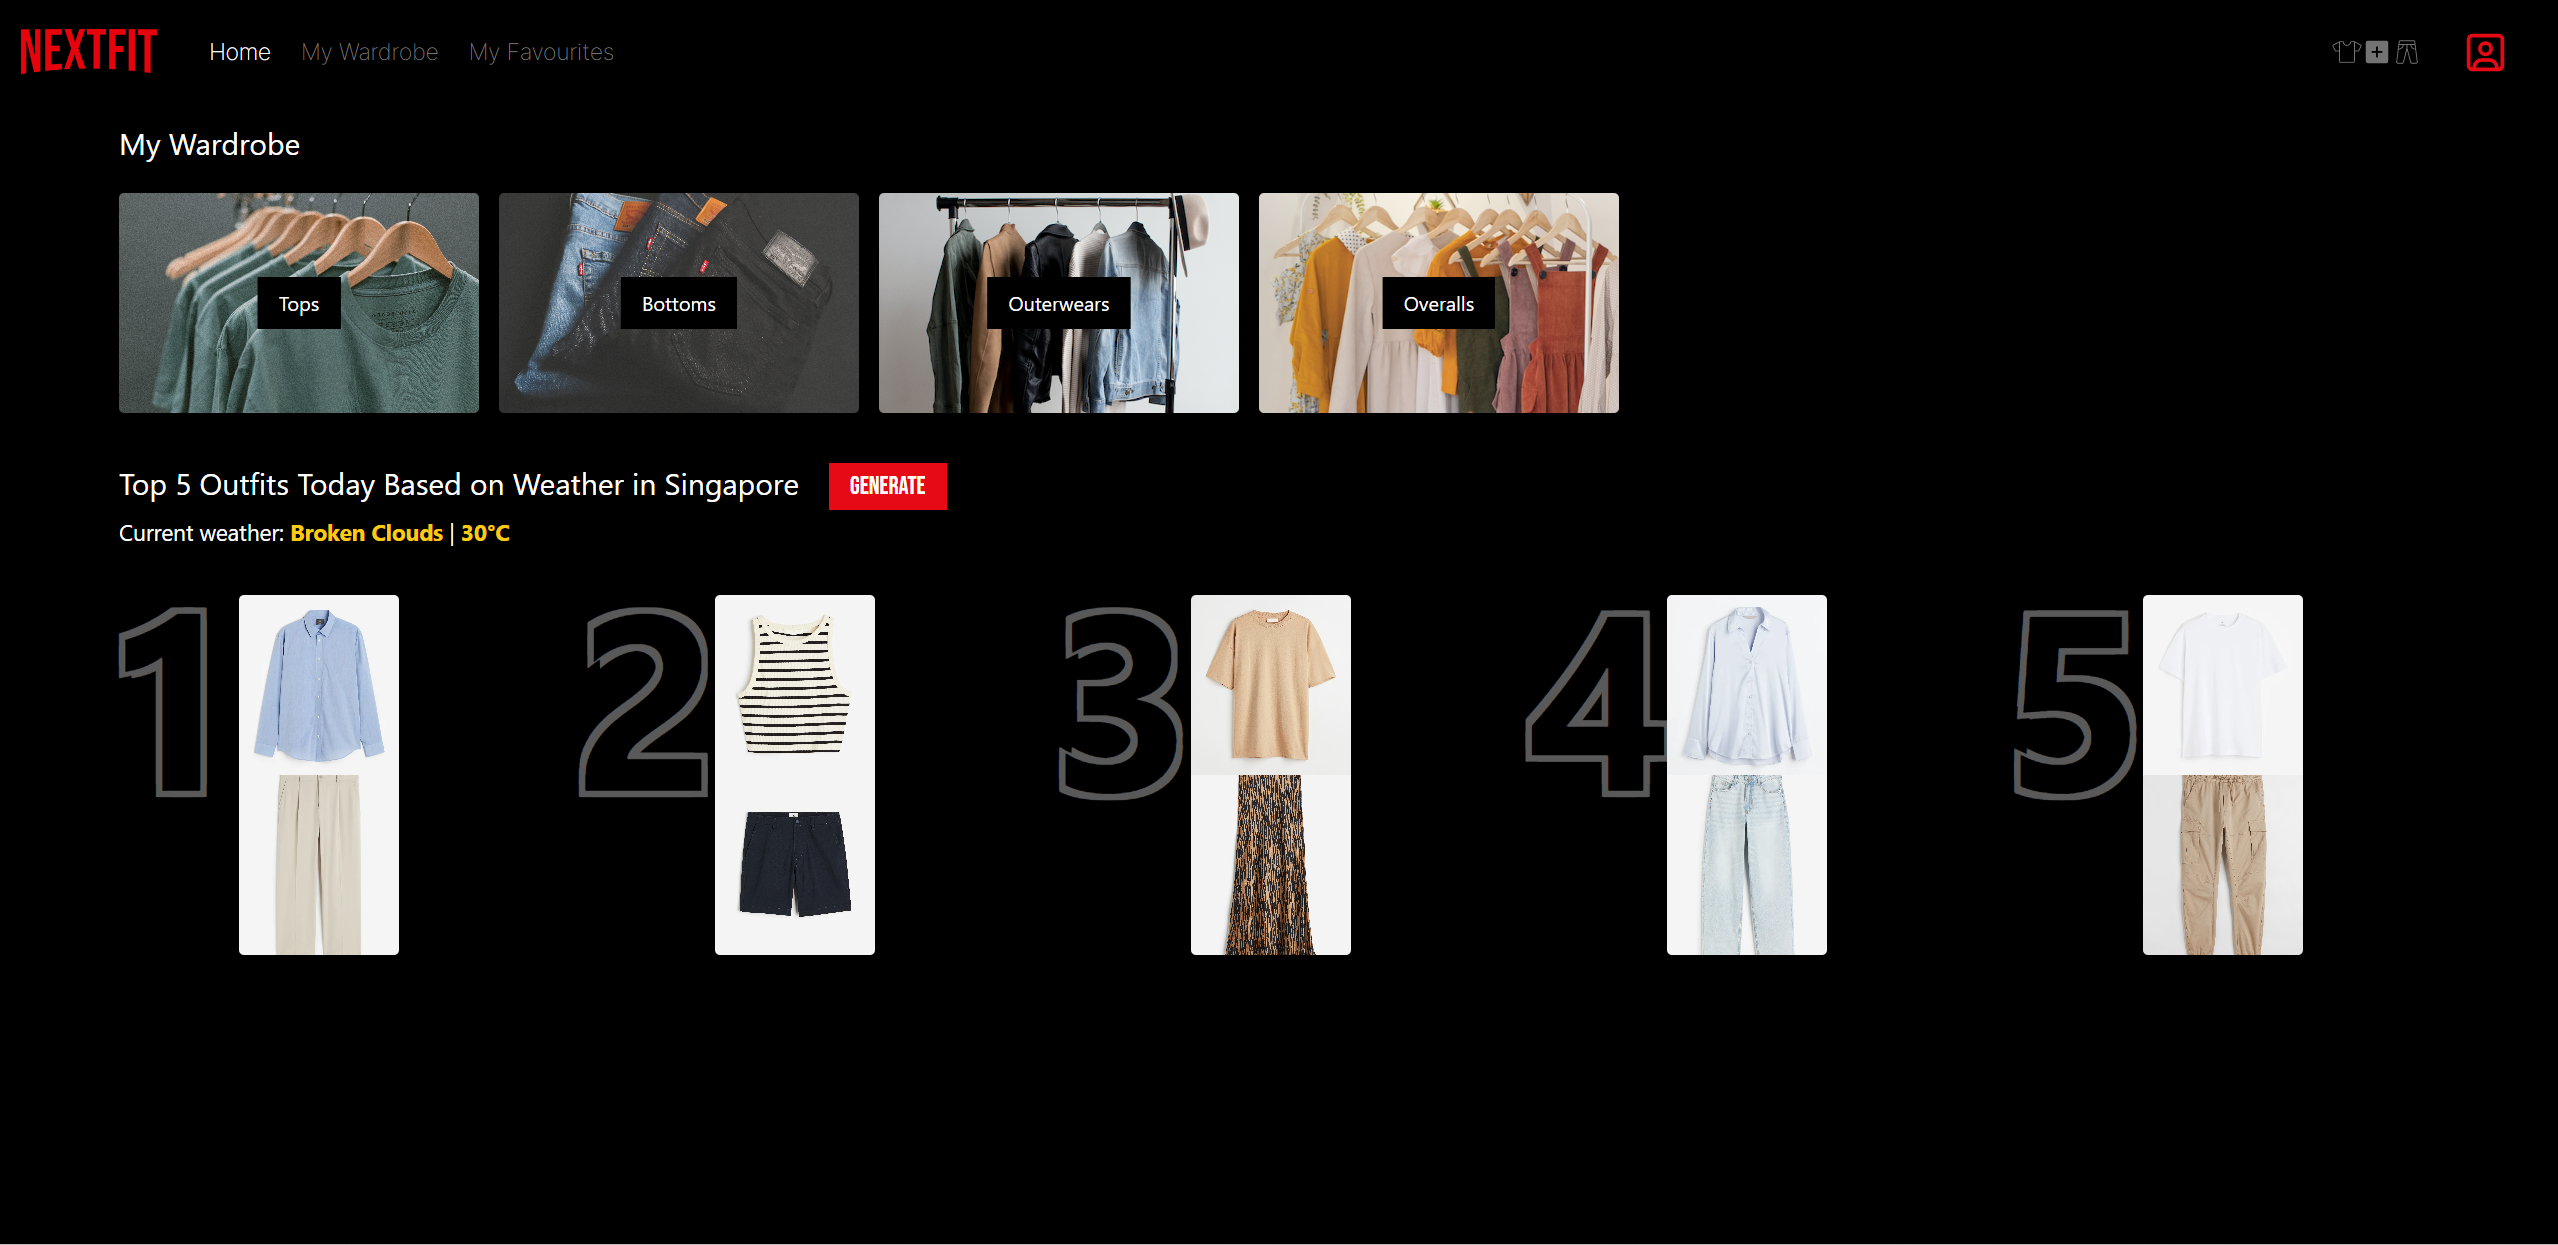 NEXTFIT Home My Wardrobe My Favourites
My Wardrobe
Tops Bottoms Outerwears Overalls
Top 5 Outfits Today Based on Weather in Singapore GENERATE
Current weather: Broken Clouds | 30°C
1 2 3 4 5